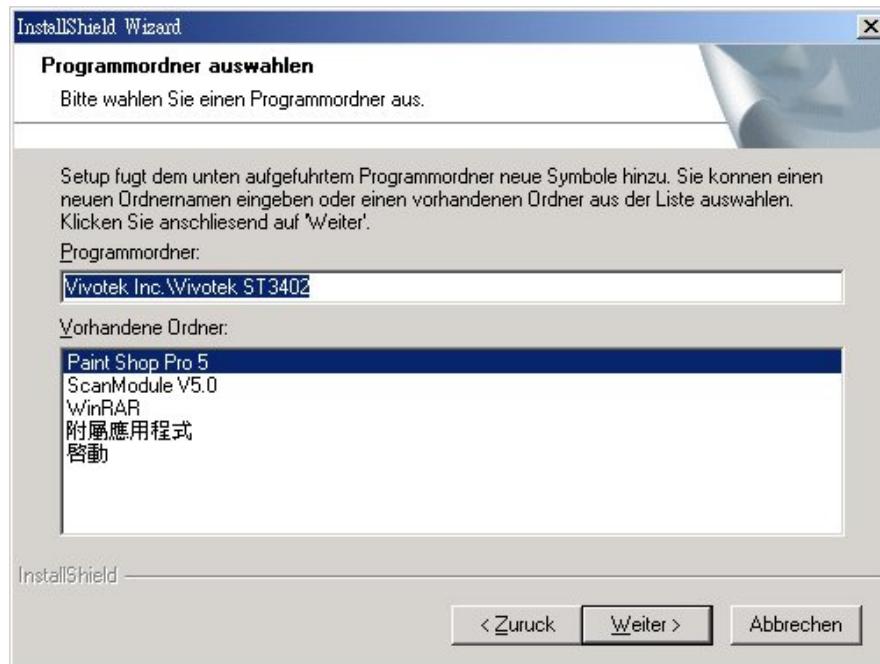 InstallShield Wizard
Programmordner auswahlen
Bitte wahlen Sie einen Programmordner aus.
Setup fugt dem unten aufgefuhrtem Programmordner neue Symbole hinzu. Sie konnen einen
neuen Ordnernamen eingeben oder einen vorhandenen Ordner aus der Liste auswahlen.
Klicken Sie anschliesend auf 'Weiter'.
Programmordner:
Vivotek Inc.\Vivotek ST3402
Vorhandene Ordner:
Paint Shop Pro 5
ScanModule V5.0
WinRAR
附屬應用程式
啓動
InstallShield
< Zuruck Weiter > Abbrechen